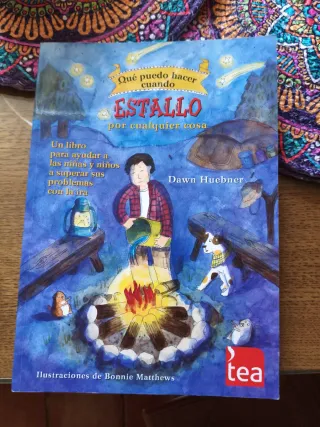 Qué puedo hacer
cuando
ESTALLO
por cualquier cosa
Un libro
para ayudar a
las niñas y niños
a superar sus
problemas
con la ira
Dawn Huebner
Ilustraciones de Bonnie Matthews
tea